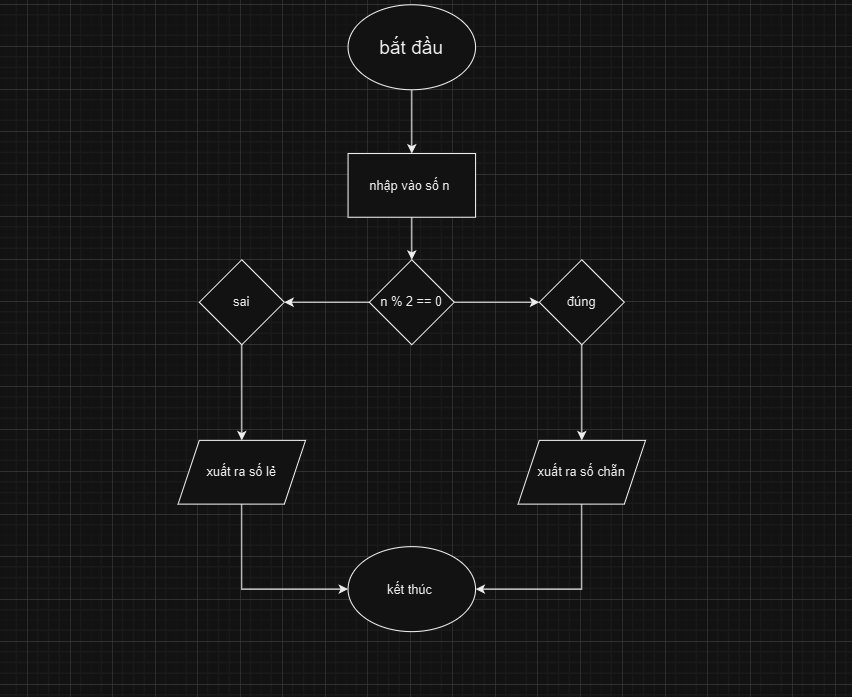 bắt đầu
nhập vào số n
sai
n % 2 == 0
đúng
xuất ra số lẻ
xuất ra số chẵn
kết thúc